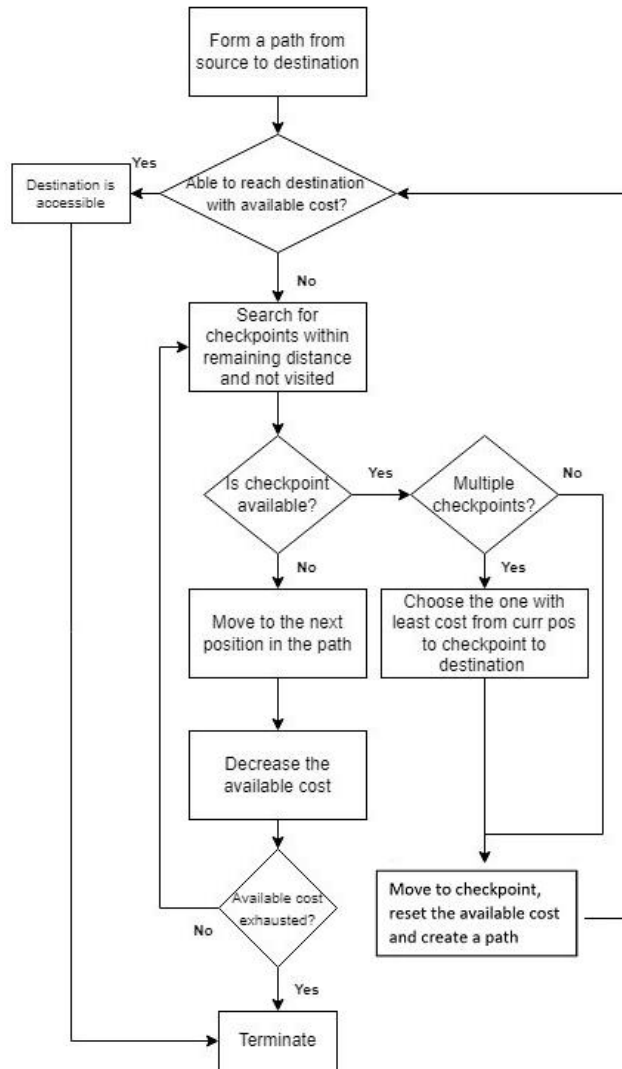 Form a path from
source to destination
Yes
Destination is
accessible
Able to reach destination
with available cost?
No
Search for
checkpoints within
remaining distance
and not visited
Is checkpoint
available?
Yes
Multiple
checkpoints?
No
No
Yes
Move to the next
position in the path
Choose the one with
least cost from curr pos
to checkpoint to
destination
Decrease the
available cost
Available cost
exhausted?
No
Move to checkpoint,
reset the available cost
and create a path
Yes
Terminate